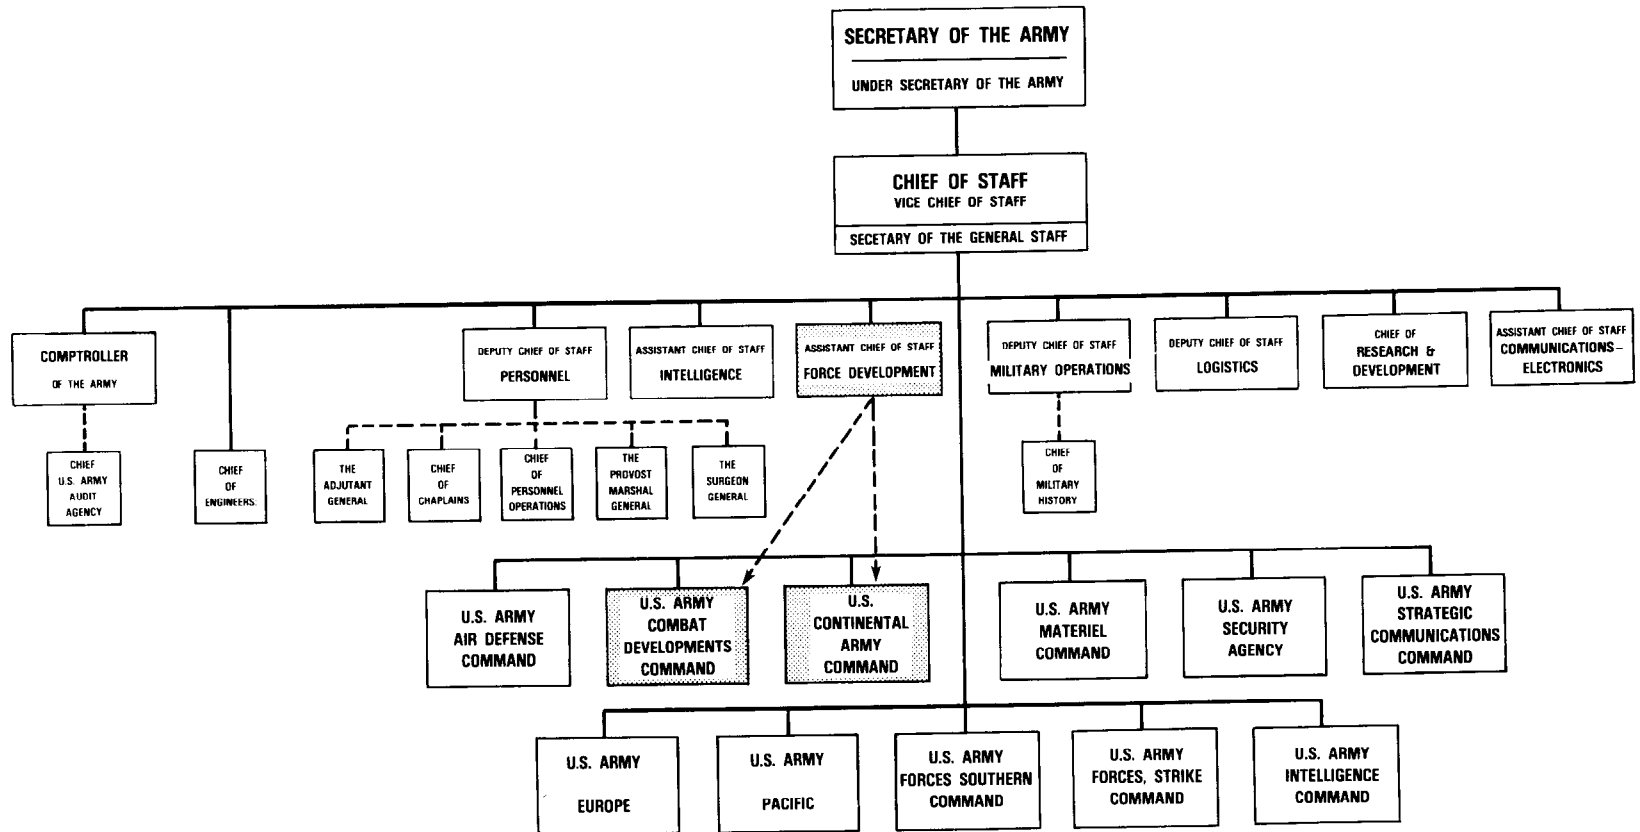 SECRETARY OF THE ARMY
UNDER SECRETARY OF THE ARMY
CHIEF OF STAFF
VICE CHIEF OF STAFF
SECETARY OF THE GENERAL STAFF
COMPTROLLER
OF THE ARMY
DEPUTY CHIEF OF STAFF
PERSONNEL
ASSISTANT CHIEF OF STAFF
INTELLIGENCE
ASSISTANT CHIEF OF STAFF
FORCE DEVELOPMENT
DEPUTY CHIEF OF STAFF
MILITARY OPERATIONS
DEPUTY CHIEF OF STAFF
LOGISTICS
CHIEF OF
RESEARCH &
DEVELOPMENT
ASSISTANT CHIEF OF STAFF
COMMUNICATIONS–
ELECTRONICS
CHIEF
U.S. ARMY
AUDIT
AGENCY
CHIEF
OF
ENGINEERS
THE
ADJUTANT
GENERAL
CHIEF
OF
CHAPLAINS
CHIEF
OF
PERSONNEL
OPERATIONS
THE
PROVOST
MARSHAL
GENERAL
THE
SURGEON
GENERAL
CHIEF
OF
MILITARY
HISTORY
U.S. ARMY
AIR DEFENSE
COMMAND
U.S. ARMY
COMBAT
DEVELOPMENTS
COMMAND
U.S.
CONTINENTAL
ARMY
COMMAND
U.S. ARMY
MATERIEL
COMMAND
U.S. ARMY
SECURITY
AGENCY
U.S. ARMY
STRATEGIC
COMMUNICATIONS
COMMAND
U.S. ARMY
EUROPE
U.S. ARMY
PACIFIC
U.S. ARMY
FORCES SOUTHERN
COMMAND
U.S. ARMY
FORCES, STRIKE
COMMAND
U.S. ARMY
INTELLIGENCE
COMMAND